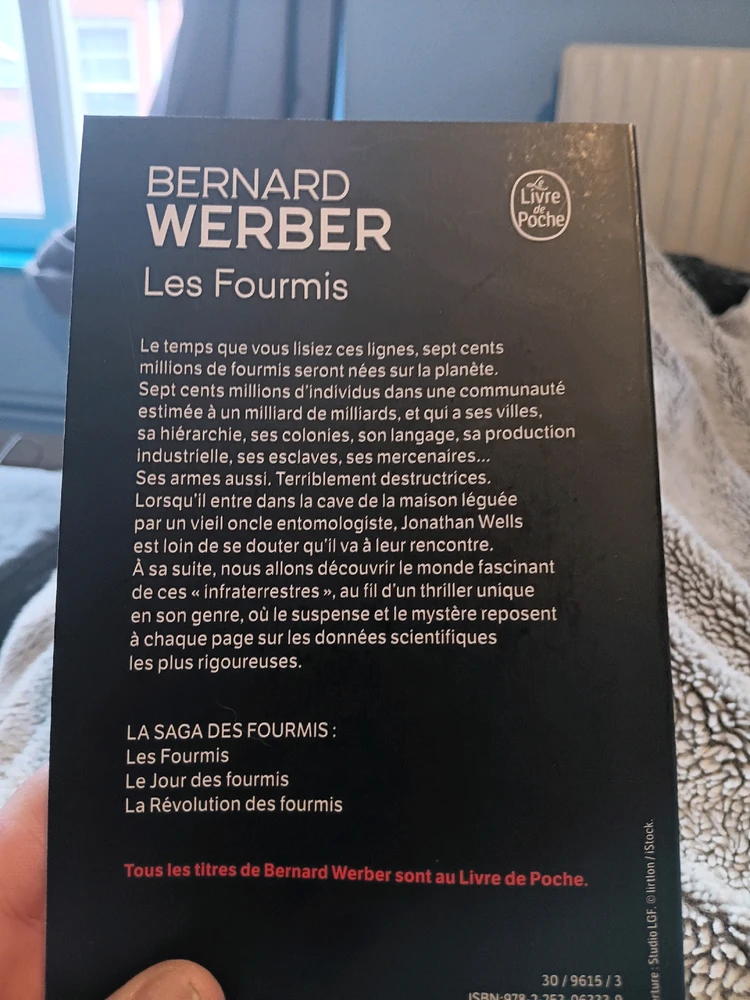 BERNARD
WERBER
Le
Livre
de
Poche
Les Fourmis
Le temps que vous lisiez ces lignes, sept cents
millions de fourmis seront nées sur la planète.
Sept cents millions d'individus dans une communauté
estimée à un milliard de milliards, et qui a ses villes,
sa hiérarchie, ses colonies, son langage, sa production
industrielle, ses esclaves, ses mercenaires...
Ses armes aussi. Terriblement destructrices.
Lorsqu'il entre dans la cave de la maison léguée
par un vieil oncle entomologiste, Jonathan Wells
est loin de se douter qu'il va à leur rencontre.
À sa suite, nous allons découvrir le monde fascinant
de ces « infraterrestres », au fil d'un thriller unique
en son genre, où le suspense et le mystère reposent
à chaque page sur les données scientifiques
les plus rigoureuses.
LA SAGA DES FOURMIS :
Les Fourmis
Le Jour des fourmis
La Révolution des fourmis
Tous les titres de Bernard Werber sont au Livre de Poche.
30 / 9615 / 3
: Studio LGF. © lirtlon / iStock.